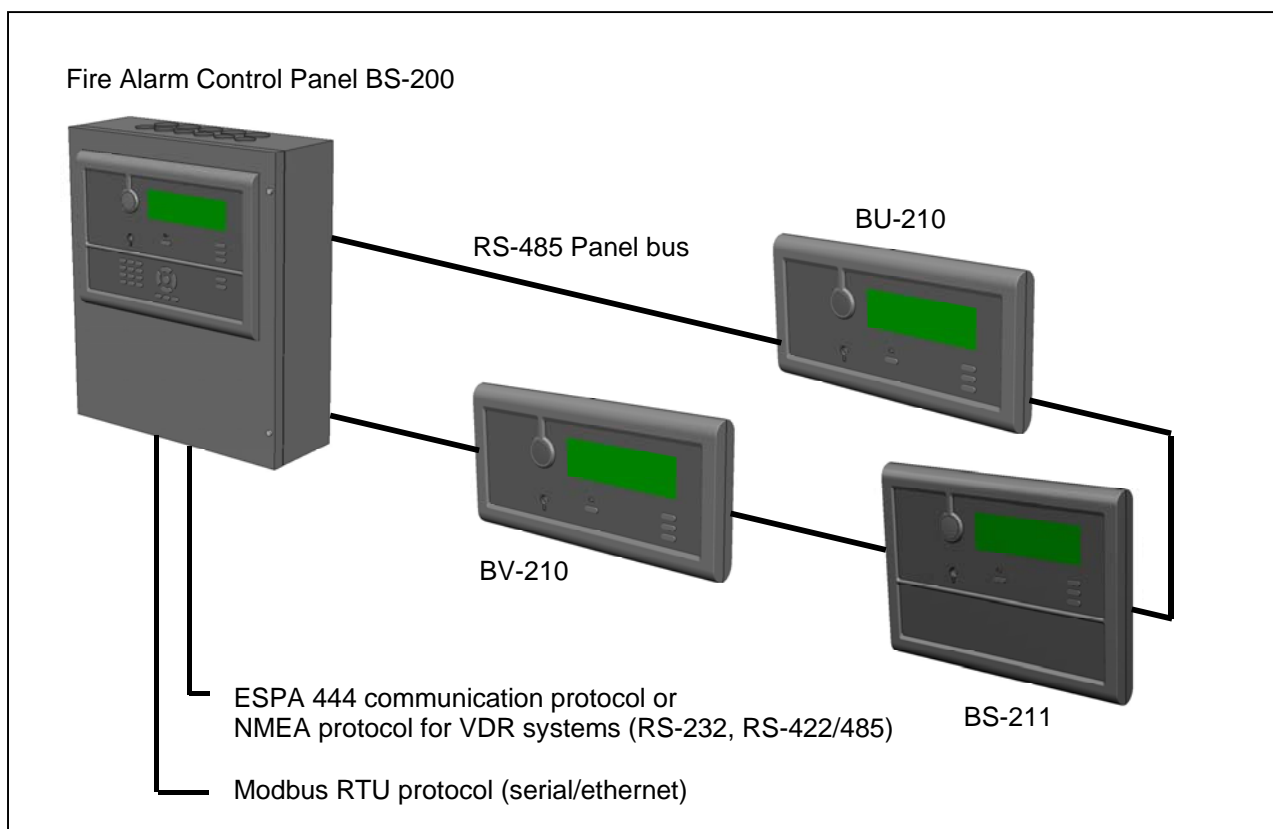 Fire Alarm Control Panel BS-200
BU-210
RS-485 Panel bus
BV-210
BS-211
ESPA 444 communication protocol or
NMEA protocol for VDR systems (RS-232, RS-422/485)
Modbus RTU protocol (serial/ethernet)